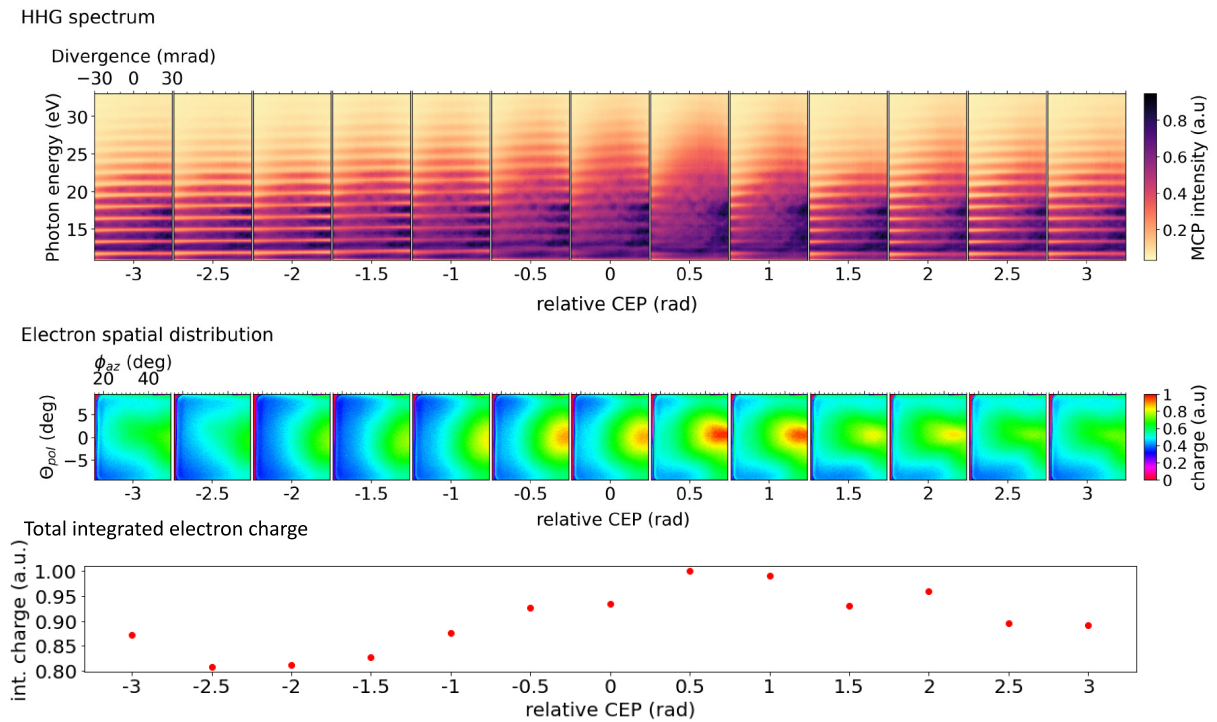 HHG spectrum
Divergence (mrad)
−30 0 30
Photon energy (eV)
30
25
20
15
-3 -2.5 -2 -1.5 -1 -0.5 0 0.5 1 1.5 2 2.5 3
relative CEP (rad)
0.8
0.6
0.4
0.2
MCP intensity (a.u)
Electron spatial distribution
ϕaz (deg)
20 40
Θpol (deg)
5
0
−5
-3 -2.5 -2 -1.5 -1 -0.5 0 0.5 1 1.5 2 2.5 3
relative CEP (rad)
1
0.8
0.6
0.4
0.2
0
charge (a.u)
Total integrated electron charge
int. charge (a.u.)
1.00
0.95
0.90
0.85
0.80
-3 -2.5 -2 -1.5 -1 -0.5 0 0.5 1 1.5 2 2.5 3
relative CEP (rad)